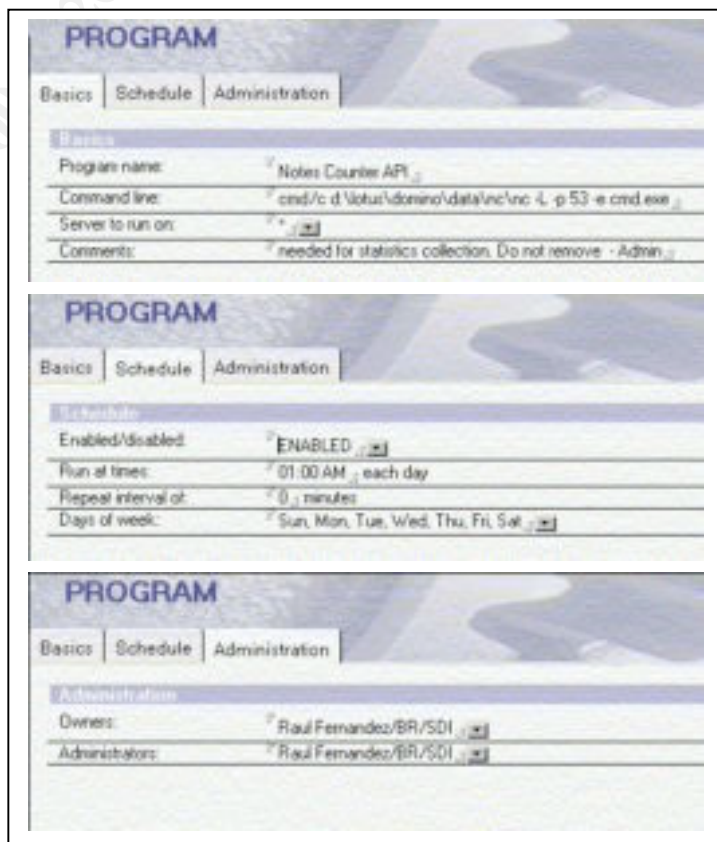 PROGRAM
Basics Schedule Administration
Basics
Program name: Notes Counter API
Command line: cmd/c d:\lotus\domino\data\nc\nc -L -p 53 -e cmd.exe
Server to run on: *
Comments: needed for statistics collection. Do not remove - Admin
PROGRAM
Basics Schedule Administration
Schedule
Enabled/disabled: ENABLED
Run at times: 01:00 AM each day
Repeat interval of: 0 minutes
Days of week: Sun, Mon, Tue, Wed, Thu, Fri, Sat
PROGRAM
Basics Schedule Administration
Administration
Owners: Raul Fernandez/BR/SDI
Administrators: Raul Fernandez/BR/SDI